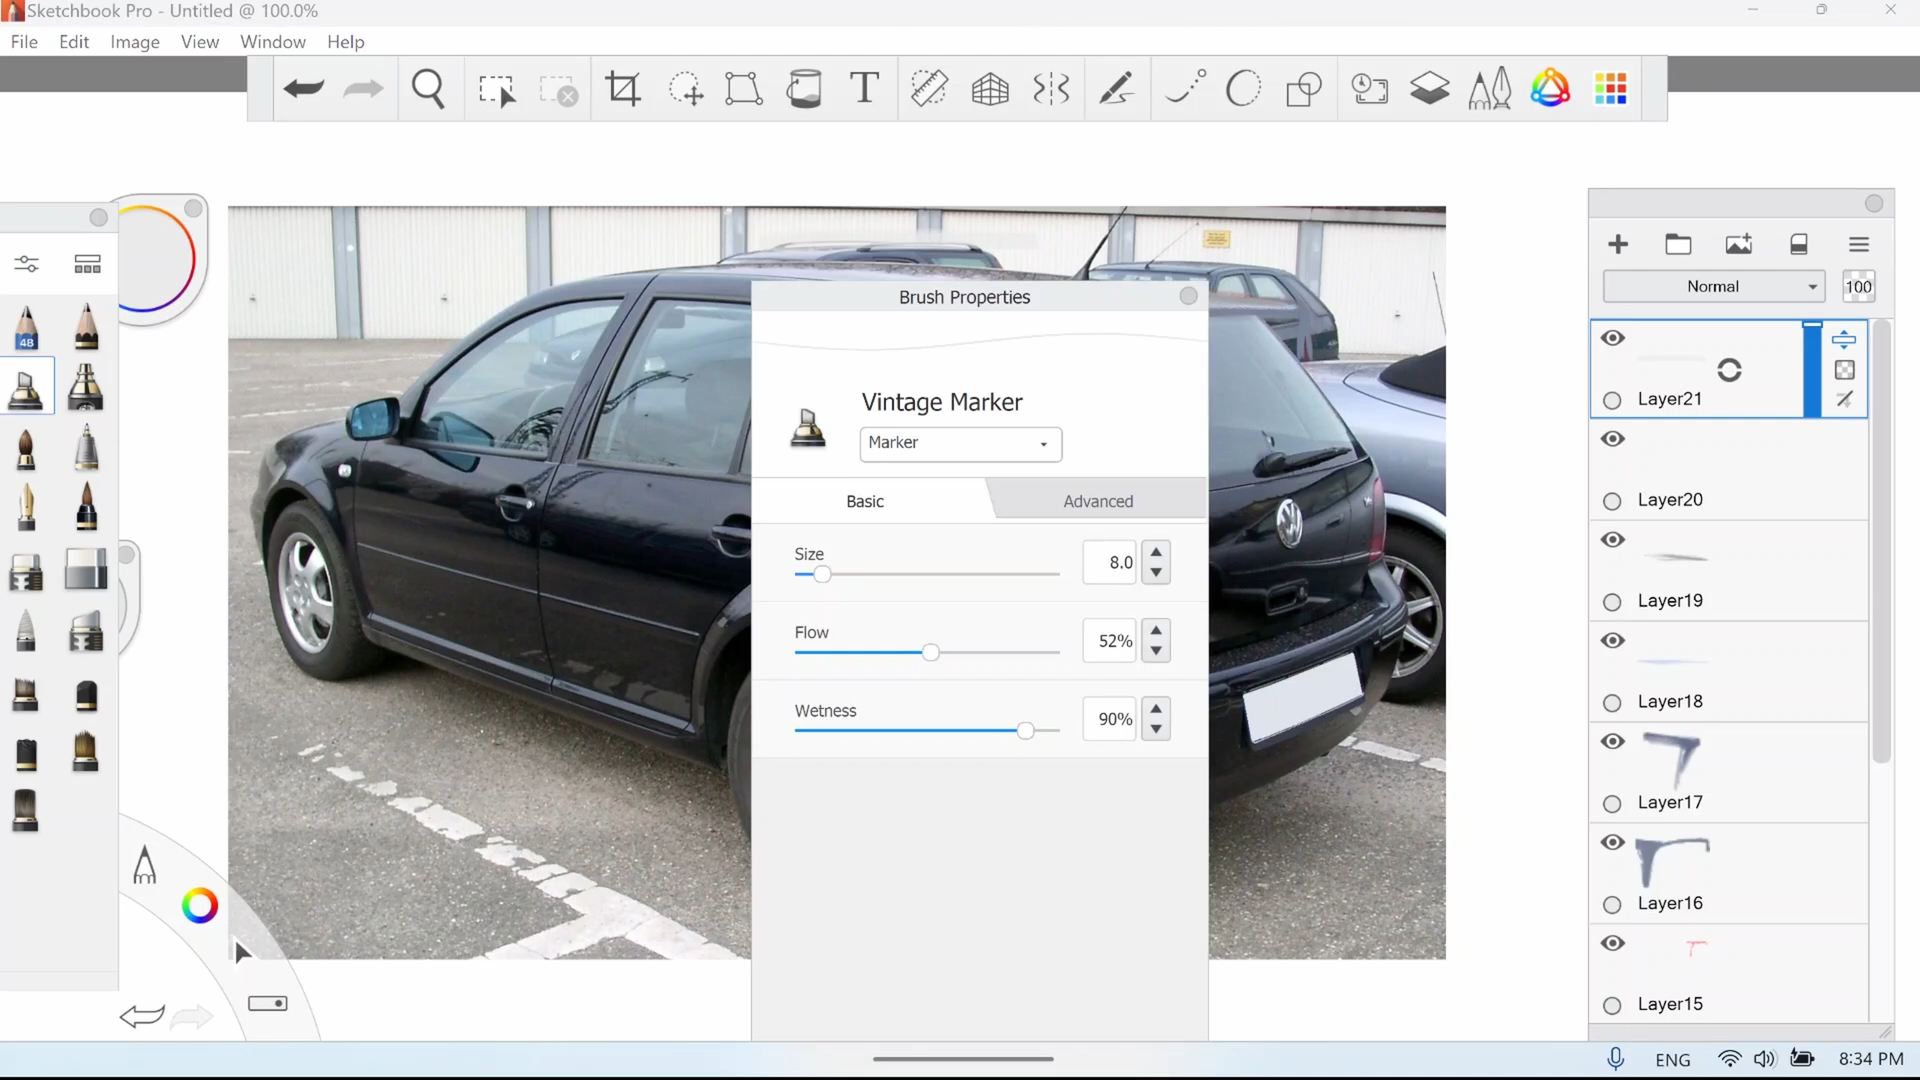 Sketchbook Pro - Untitled @ 100.0%
File Edit Image View Window Help
T
4B
Brush Properties
Vintage Marker
Marker
Basic Advanced
Size 8.0
Flow 52%
Wetness 90%
Normal 100
Layer21
Layer20
Layer19
Layer18
Layer17
Layer16
Layer15
ENG 8:34 PM